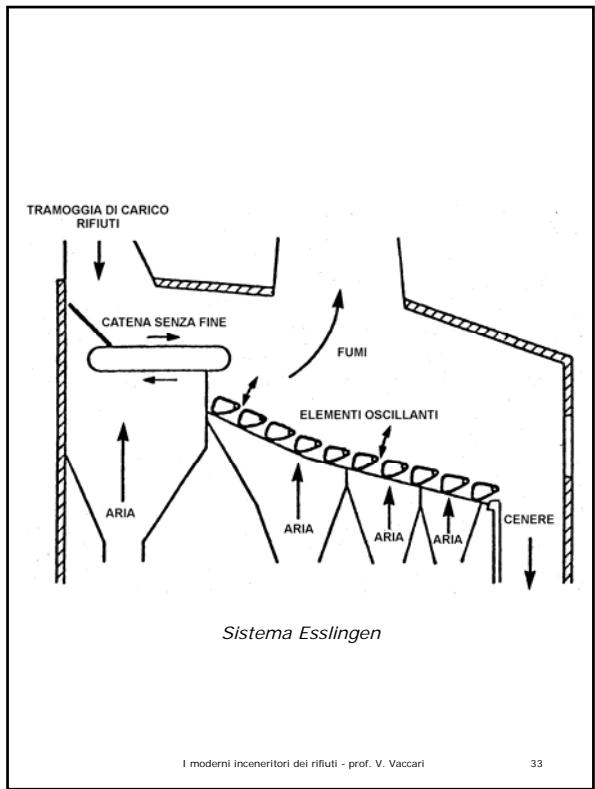 TRAMOGGIA DI CARICO
RIFIUTI
CATENA SENZA FINE
FUMI
ELEMENTI OSCILLANTI
ARIA
ARIA
ARIA
ARIA
CENERE
Sistema Esslingen
I moderni inceneritori dei rifiuti - prof. V. Vaccari
33